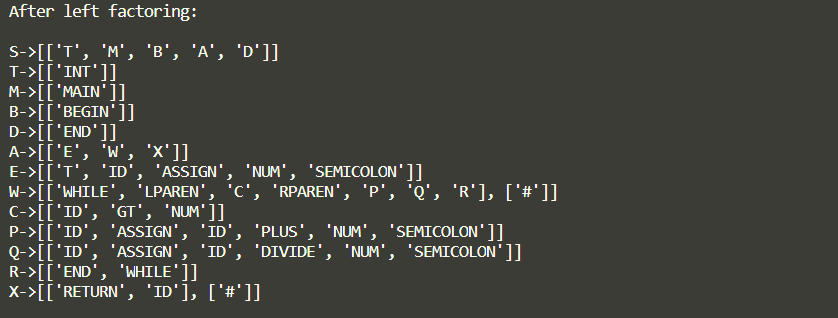 After left factoring:
S->[['T', 'M', 'B', 'A', 'D']]
T->[['INT']]
M->[['MAIN']]
B->[['BEGIN']]
D->[['END']]
A->[['E', 'W', 'X']]
E->[['T', 'ID', 'ASSIGN', 'NUM', 'SEMICOLON']]
W->[['WHILE', 'LPAREN', 'C', 'RPAREN', 'P', 'Q', 'R'], ['#']]
C->[['ID', 'GT', 'NUM']]
P->[['ID', 'ASSIGN', 'ID', 'PLUS', 'NUM', 'SEMICOLON']]
Q->[['ID', 'ASSIGN', 'ID', 'DIVIDE', 'NUM', 'SEMICOLON']]
R->[['END', 'WHILE']]
X->[['RETURN', 'ID'], ['#']]